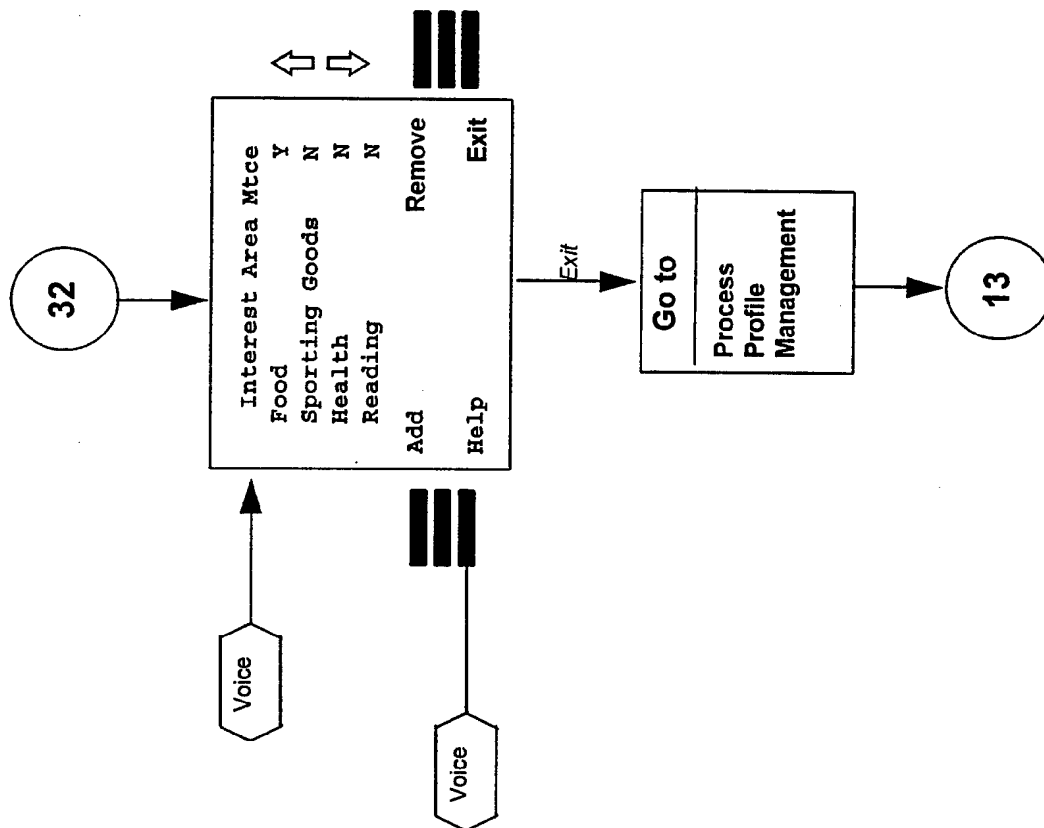 32
Voice
Interest Area Mtce
Food Y
Sporting Goods N
Health N
Reading N
Add Remove
Help Exit
Voice
Exit
Go to
Process
Profile
Management
13